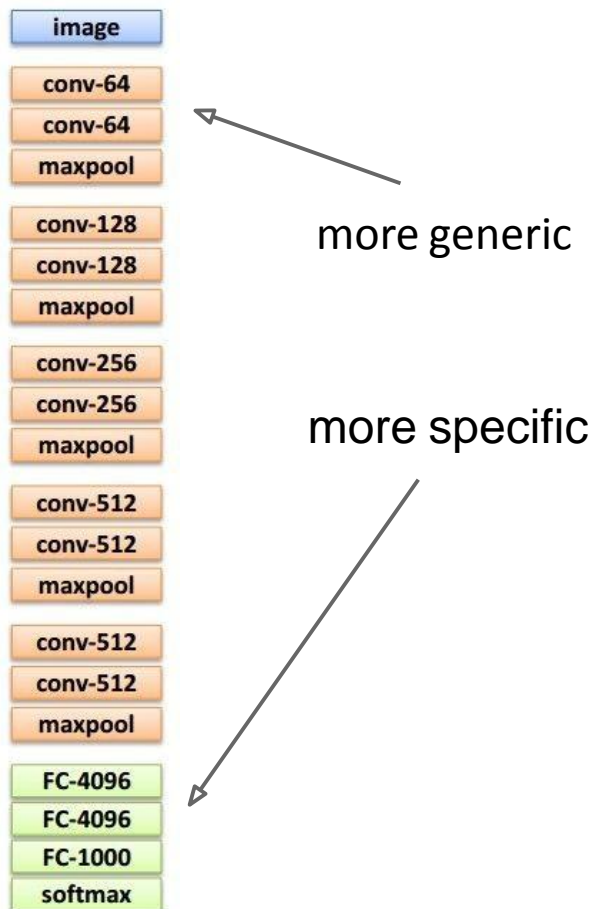 image
conv-64
conv-64
maxpool
more generic
conv-128
conv-128
maxpool
conv-256
conv-256
maxpool
more specific
conv-512
conv-512
maxpool
conv-512
conv-512
maxpool
FC-4096
FC-4096
FC-1000
softmax